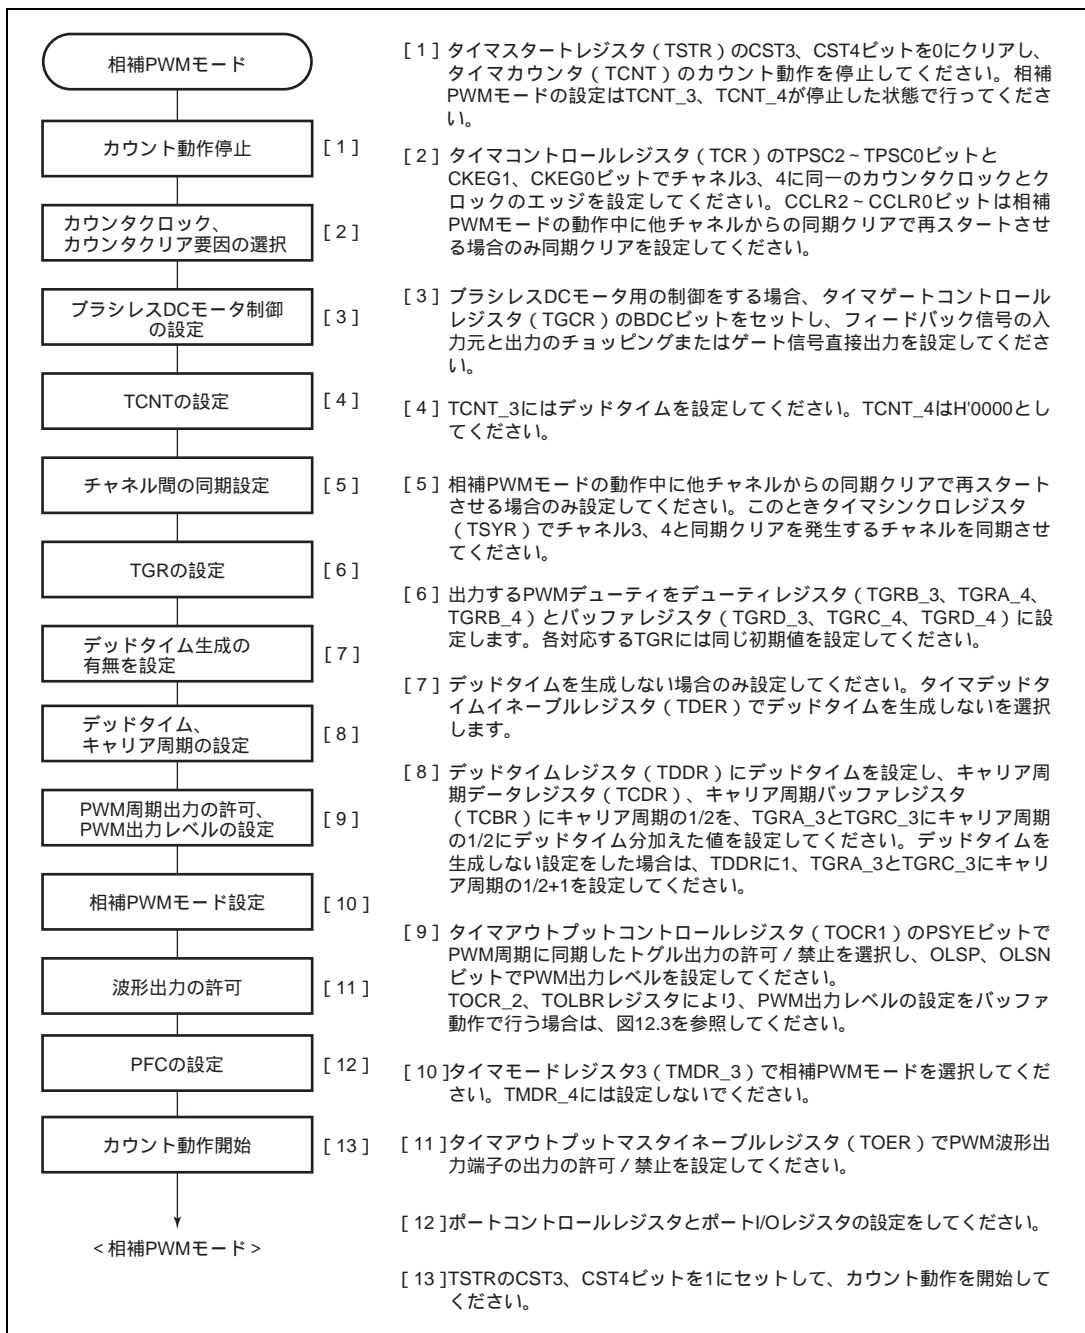 相補PWMモード
カウント動作停止
[ 1 ]
カウンタクロック、
カウンタクリア要因の選択
[ 2 ]
ブラシレスDCモータ制御
の設定
[ 3 ]
TCNTの設定
[ 4 ]
チャネル間の同期設定
[ 5 ]
TGRの設定
[ 6 ]
デッドタイム生成の
有無を設定
[ 7 ]
デッドタイム、
キャリア周期の設定
[ 8 ]
PWM周期出力の許可、
PWM出力レベルの設定
[ 9 ]
相補PWMモード設定
[ 10 ]
波形出力の許可
[ 11 ]
PFCの設定
[ 12 ]
カウント動作開始
[ 13 ]
< 相補PWMモード >
[ 1 ] タイマスタートレジスタ（TSTR）のCST3、CST4ビットを0にクリアし、
タイマカウンタ（TCNT）のカウント動作を停止してください。相補
PWMモードの設定はTCNT_3、TCNT_4が停止した状態で行ってくださ
い。
[ 2 ] タイマコントロールレジスタ（TCR）のTPSC2～TPSC0ビットと
CKEG1、CKEG0ビットでチャネル3、4に同一のカウンタクロックとク
ロックのエッジを設定してください。CCLR2～CCLR0ビットは相補
PWMモードの動作中に他チャネルからの同期クリアで再スタートさせ
る場合のみ同期クリアを設定してください。
[ 3 ] ブラシレスDCモータ用の制御をする場合、タイマゲートコントロール
レジスタ（TGCR）のBDCビットをセットし、フィードバック信号の入
力元と出力のチョッピングまたはゲート信号直接出力を設定してくださ
い。
[ 4 ] TCNT_3にはデッドタイムを設定してください。TCNT_4はH'0000とし
てください。
[ 5 ] 相補PWMモードの動作中に他チャネルからの同期クリアで再スタート
させる場合のみ設定してください。このときタイマシンクロレジスタ
（TSYR）でチャネル3、4と同期クリアを発生するチャネルを同期させ
てください。
[ 6 ] 出力するPWMデューティをデューティレジスタ（TGRB_3、TGRA_4、
TGRB_4）とバッファレジスタ（TGRD_3、TGRC_4、TGRD_4）に設
定します。各対応するTGRには同じ初期値を設定してください。
[ 7 ] デッドタイムを生成しない場合のみ設定してください。タイマデッドタ
イムイネーブルレジスタ（TDER）でデッドタイムを生成しないを選択
します。
[ 8 ] デッドタイムレジスタ（TDDR）にデッドタイムを設定し、キャリア周
期データレジスタ（TCDR）、キャリア周期バッファレジスタ
（TCBR）にキャリア周期の1/2を、TGRA_3とTGRC_3にキャリア周期
の1/2にデッドタイム分加えた値を設定してください。デッドタイムを
生成しない設定をした場合は、TDDRに1、TGRA_3とTGRC_3にキャリ
ア周期の1/2+1を設定してください。
[ 9 ] タイマアウトプットコントロールレジスタ（TOCR1）のPSYEビットで
PWM周期に同期したトグル出力の許可／禁止を選択し、OLSP、OLSN
ビットでPWM出力レベルを設定してください。
TOCR_2、TOLBRレジスタにより、PWM出力レベルの設定をバッファ
動作で行う場合は、図12.3を参照してください。
[ 10 ]タイマモードレジスタ3（TMDR_3）で相補PWMモードを選択してくだ
さい。TMDR_4には設定しないでください。
[ 11 ]タイマアウトプットマスタイネーブルレジスタ（TOER）でPWM波形出
力端子の出力の許可／禁止を設定してください。
[ 12 ]ポートコントロールレジスタとポートI/Oレジスタの設定をしてください。
[ 13 ]TSTRのCST3、CST4ビットを1にセットして、カウント動作を開始して
ください。